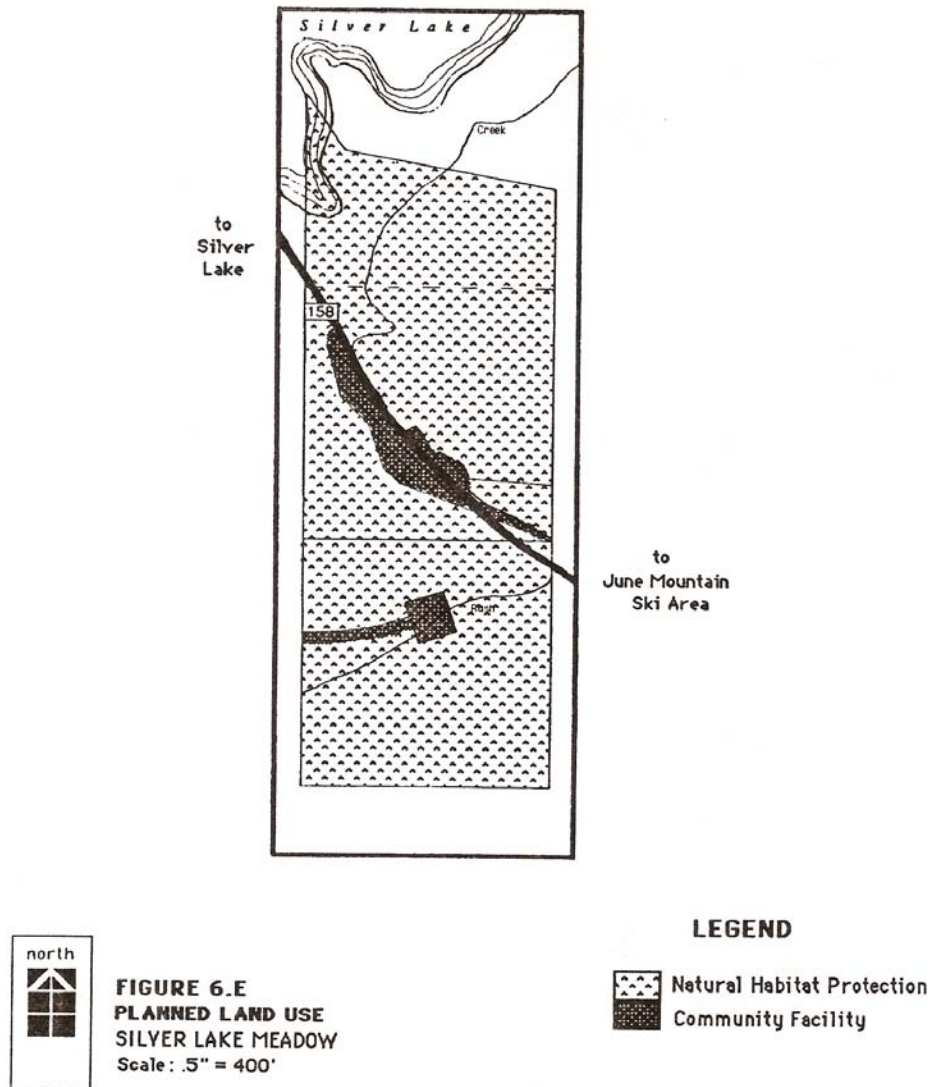 Silver Lake
Creek
to
Silver
Lake
158
to
June Mountain
Ski Area
Rush
LEGEND
north
FIGURE 6.E
PLANNED LAND USE
SILVER LAKE MEADOW
Scale: .5" = 400'
Natural Habitat Protection
Community Facility